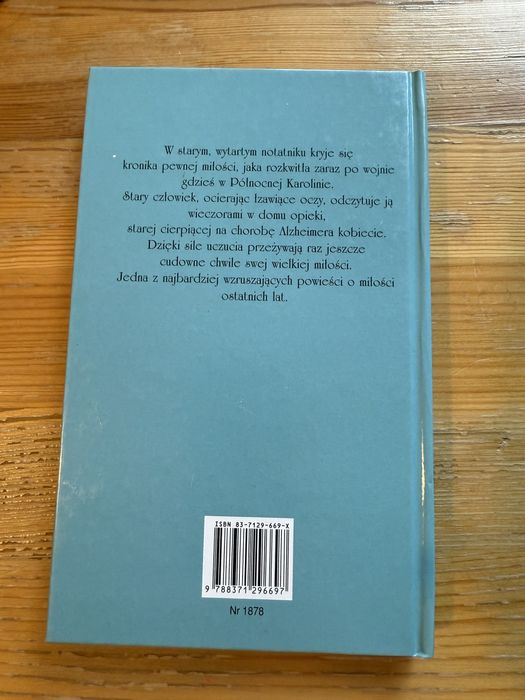 W starym, wytartym notatniku kryje się
kronika pewnej miłości, jaka rozkwitła zaraz po wojnie
gdzieś w Północnej Karolinie.
Stary człowiek, ocierając łzawiące oczy, odczytuje ją
wieczorami w domu opieki,
starej cierpiącej na chorobę Alzheimera kobiecie.
Dzięki sile uczucia przeżywają raz jeszcze
cudowne chwile swej wielkiej miłości.
Jedna z najbardziej wzruszających powieści o miłości
ostatnich lat.
ISBN 83-7129-669-X
9 788371 296697
Nr 1878